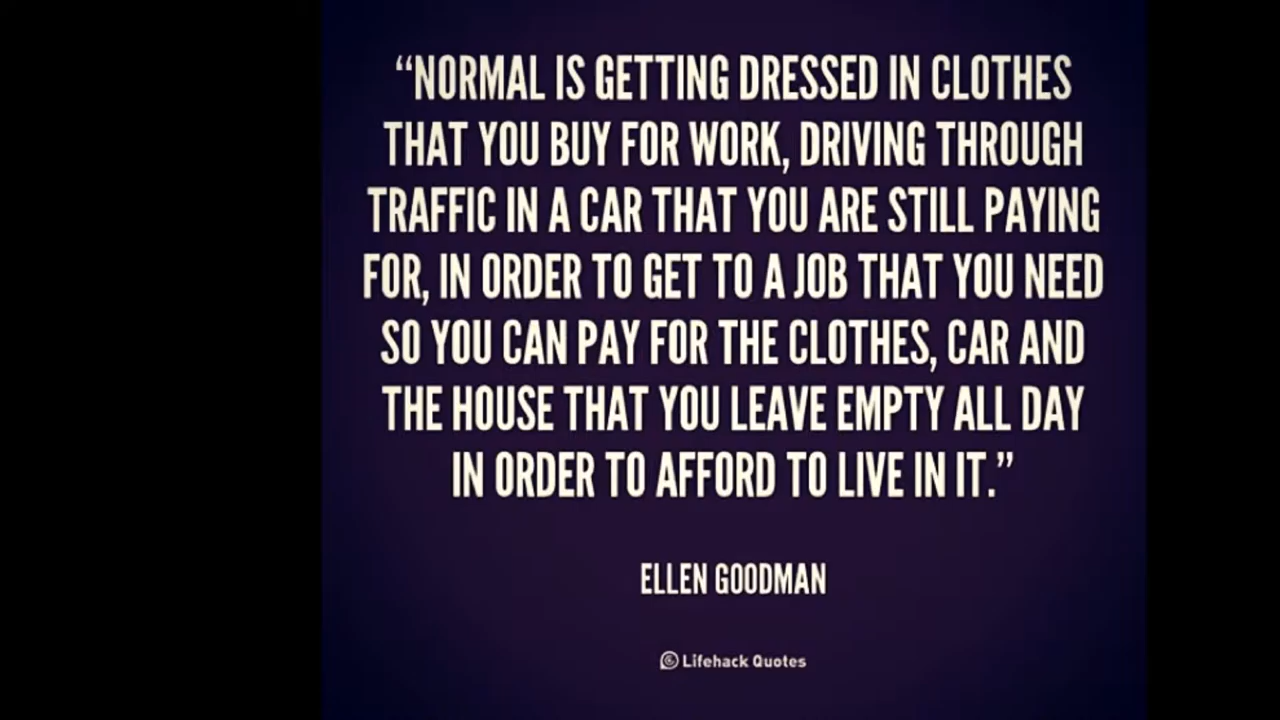 “NORMAL IS GETTING DRESSED IN CLOTHES
THAT YOU BUY FOR WORK, DRIVING THROUGH
TRAFFIC IN A CAR THAT YOU ARE STILL PAYING
FOR, IN ORDER TO GET TO A JOB THAT YOU NEED
SO YOU CAN PAY FOR THE CLOTHES, CAR AND
THE HOUSE THAT YOU LEAVE EMPTY ALL DAY
IN ORDER TO AFFORD TO LIVE IN IT.”
ELLEN GOODMAN
Lifehack Quotes